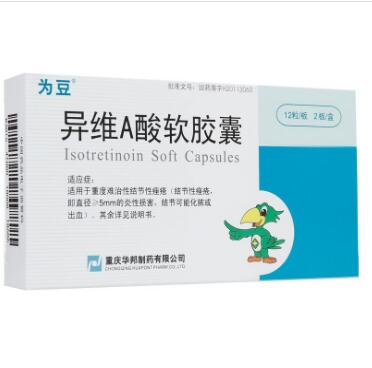 为豆®
批准文号：国药准字H20113060
12粒/板 2板/盒
异维A酸软胶囊
Isotretinoin Soft Capsules
适应症：
适用于重度难治性结节性痤疮（结节性痤疮，
即直径≥5mm的炎性损害，结节可能化脓或
出血）。其余详见说明书。
重庆华邦制药有限公司
CHONGQING HUAPONT PHARM CO., LTD